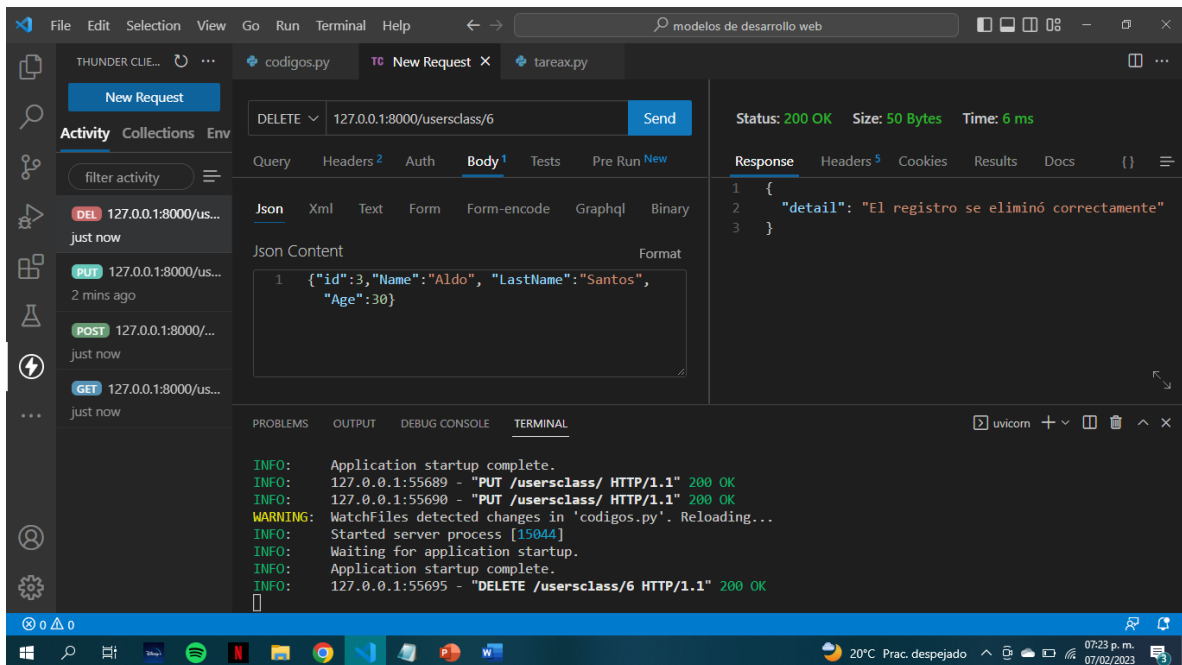 File Edit Selection View Go Run Terminal Help modelos de desarrollo web
THUNDER CLIE... codigos.py TC New Request tareax.py
New Request
Activity Collections Env
filter activity
DEL 127.0.0.1:8000/us...
just now
PUT 127.0.0.1:8000/us...
2 mins ago
POST 127.0.0.1:8000/...
just now
GET 127.0.0.1:8000/us...
just now
DELETE 127.0.0.1:8000/usersclass/6 Send
Query Headers 2 Auth Body 1 Tests Pre Run New
Json Xml Text Form Form-encode Graphql Binary
Json Content Format
1 {"id":3,"Name":"Aldo", "LastName":"Santos",
"Age":30}
Status: 200 OK Size: 50 Bytes Time: 6 ms
Response Headers 5 Cookies Results Docs {}
1 {
2 "detail": "El registro se eliminó correctamente"
3 }
PROBLEMS OUTPUT DEBUG CONSOLE TERMINAL uvicorn
INFO: Application startup complete.
INFO: 127.0.0.1:55689 - "PUT /usersclass/ HTTP/1.1" 200 OK
INFO: 127.0.0.1:55690 - "PUT /usersclass/ HTTP/1.1" 200 OK
WARNING: WatchFiles detected changes in 'codigos.py'. Reloading...
INFO: Started server process [15044]
INFO: Waiting for application startup.
INFO: Application startup complete.
INFO: 127.0.0.1:55695 - "DELETE /usersclass/6 HTTP/1.1" 200 OK
0 0
20°C Prac. despejado 07:23 p. m.
07/02/2023 3